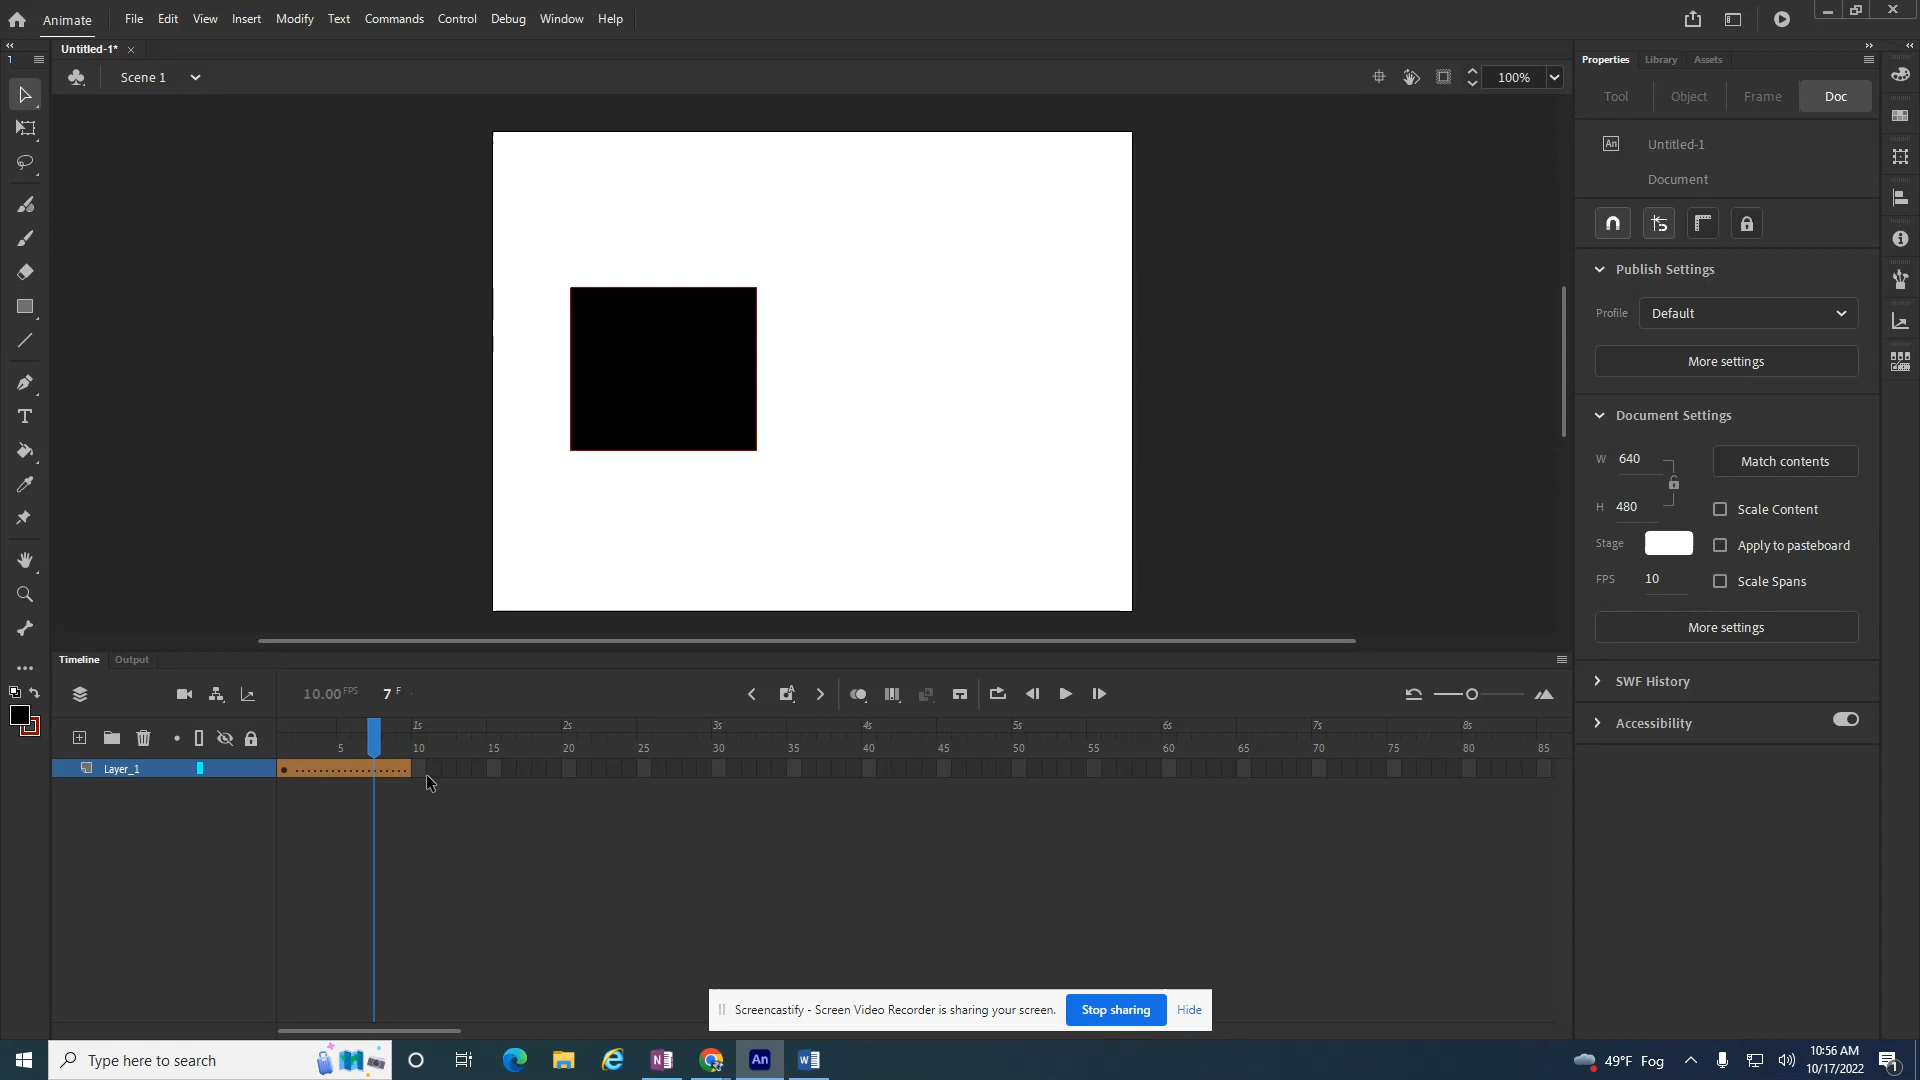 Animate File Edit View Insert Modify Text Commands Control Debug Window Help
Untitled-1* ×
Scene 1 100%
Properties Library Assets
Tool Object Frame Doc
An Untitled-1
Document
Publish Settings
Profile Default
More settings
Document Settings
W 640 Match contents
H 480 Scale Content
Stage Apply to pasteboard
FPS 10 Scale Spans
More settings
SWF History
Accessibility
Timeline Output
10.00 FPS 7 F
1s 2s 3s 4s 5s 6s 7s 8s
5 10 15 20 25 30 35 40 45 50 55 60 65 70 75 80 85
Layer_1
Screencastify - Screen Video Recorder is sharing your screen. Stop sharing Hide
Type here to search
An
49°F Fog
10:56 AM
10/17/2022
1